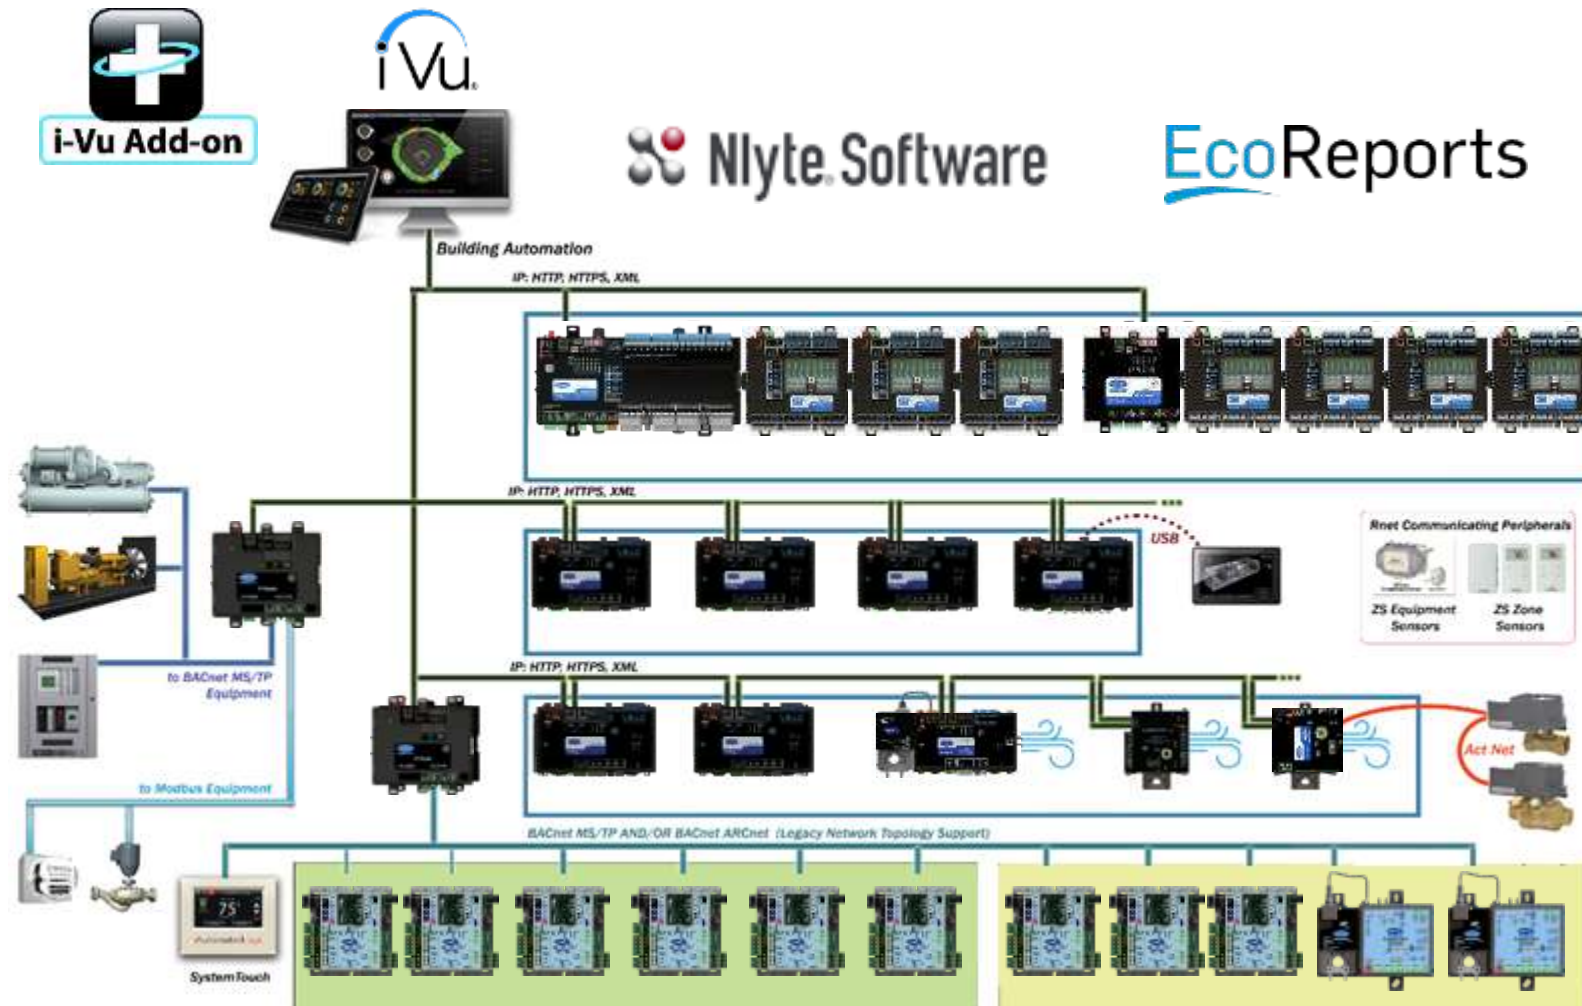 i-Vu Add-on
i Vu®
Nlyte® Software
EcoReports
Building Automation
IP: HTTP, HTTPS, XML
IP: HTTP, HTTPS, XML
USB
Rnet Communicating Peripherals
ZS Equipment
Sensors
ZS Zone
Sensors
to BACnet MS/TP
Equipment
IP: HTTP, HTTPS, XML
Act Net
to Modbus Equipment
BACnet MS/TP AND/OR BACnet ARCnet (Legacy Network Topology Support)
75
SystemTouch